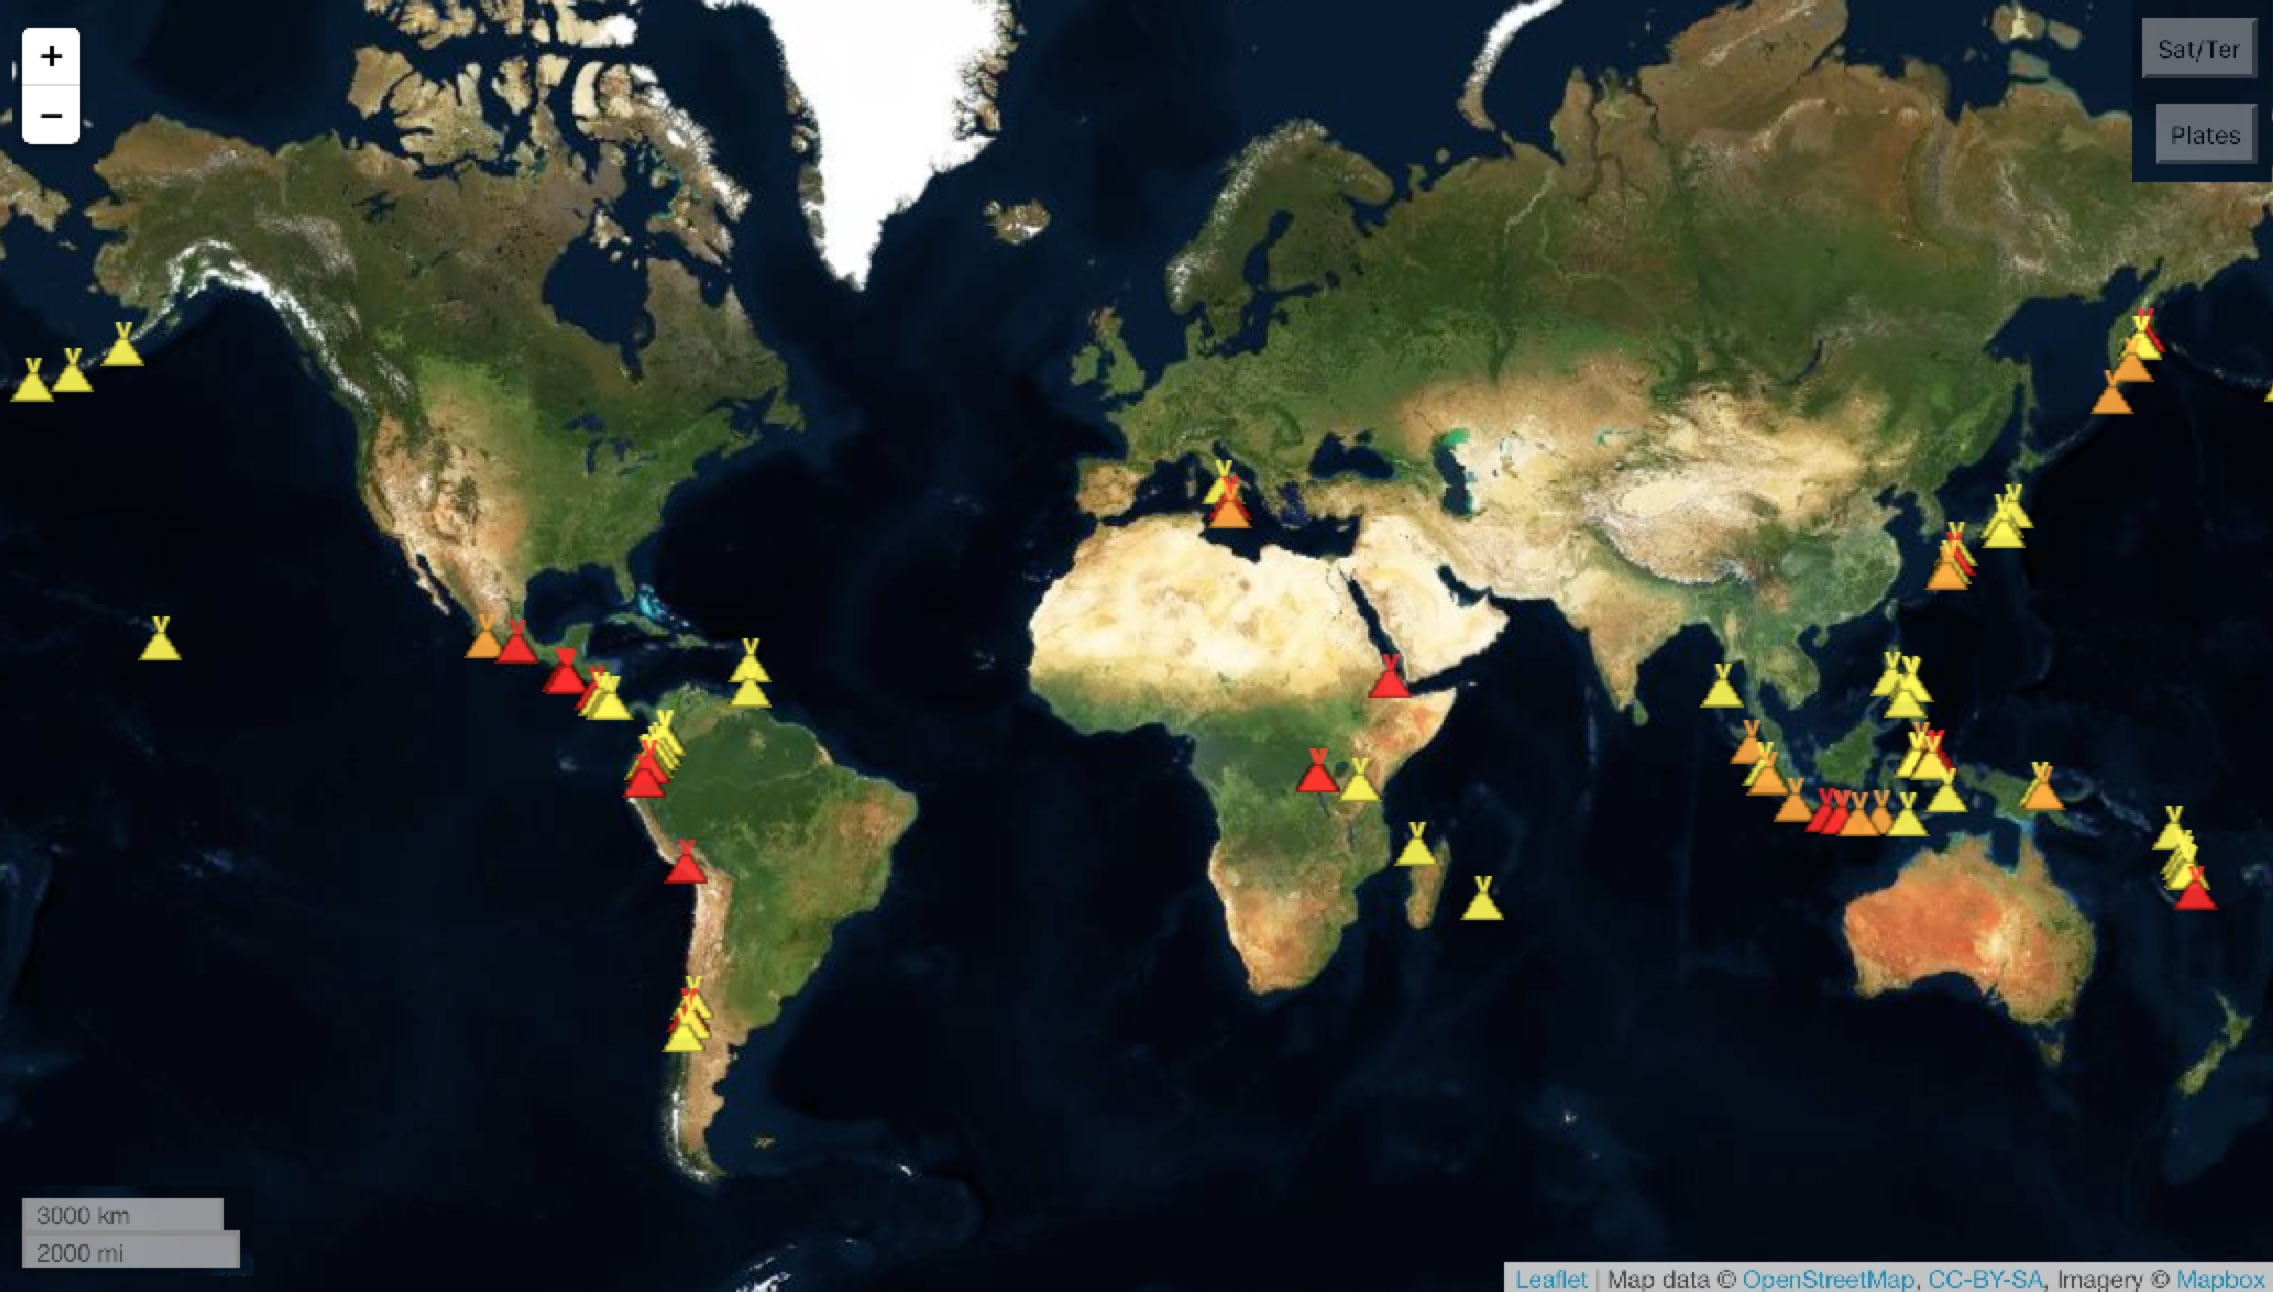 +
−
Sat/Ter
Plates
3000 km
2000 mi
Leaflet | Map data © OpenStreetMap, CC-BY-SA, Imagery © Mapbox